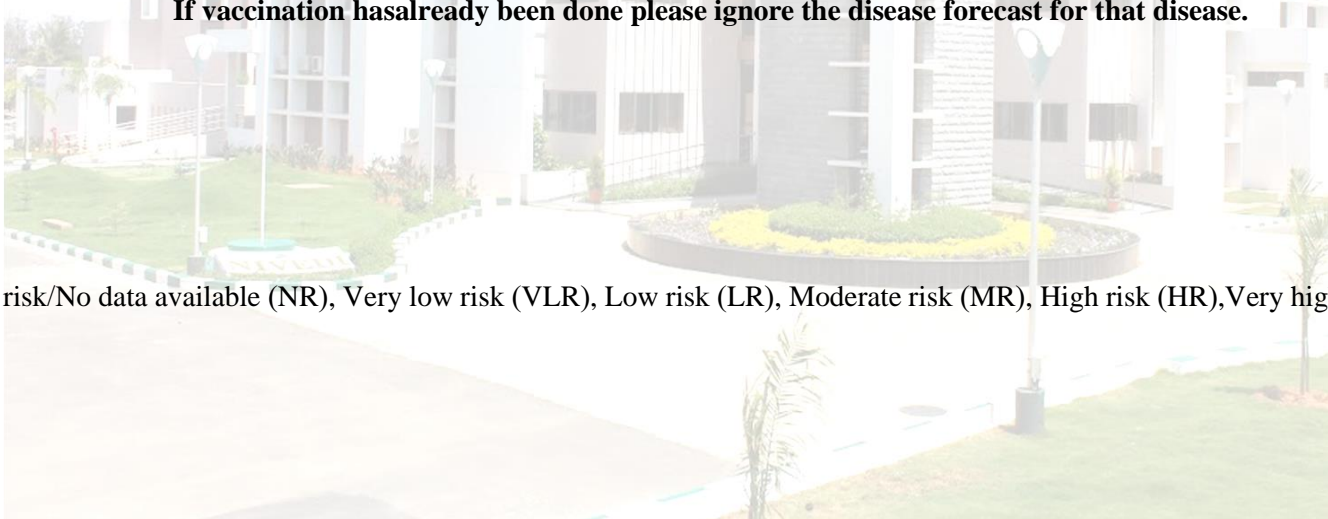 If vaccination hasalready been done please ignore the disease forecast for that disease.
risk/No data available (NR), Very low risk (VLR), Low risk (LR), Moderate risk (MR), High risk (HR),Very hig